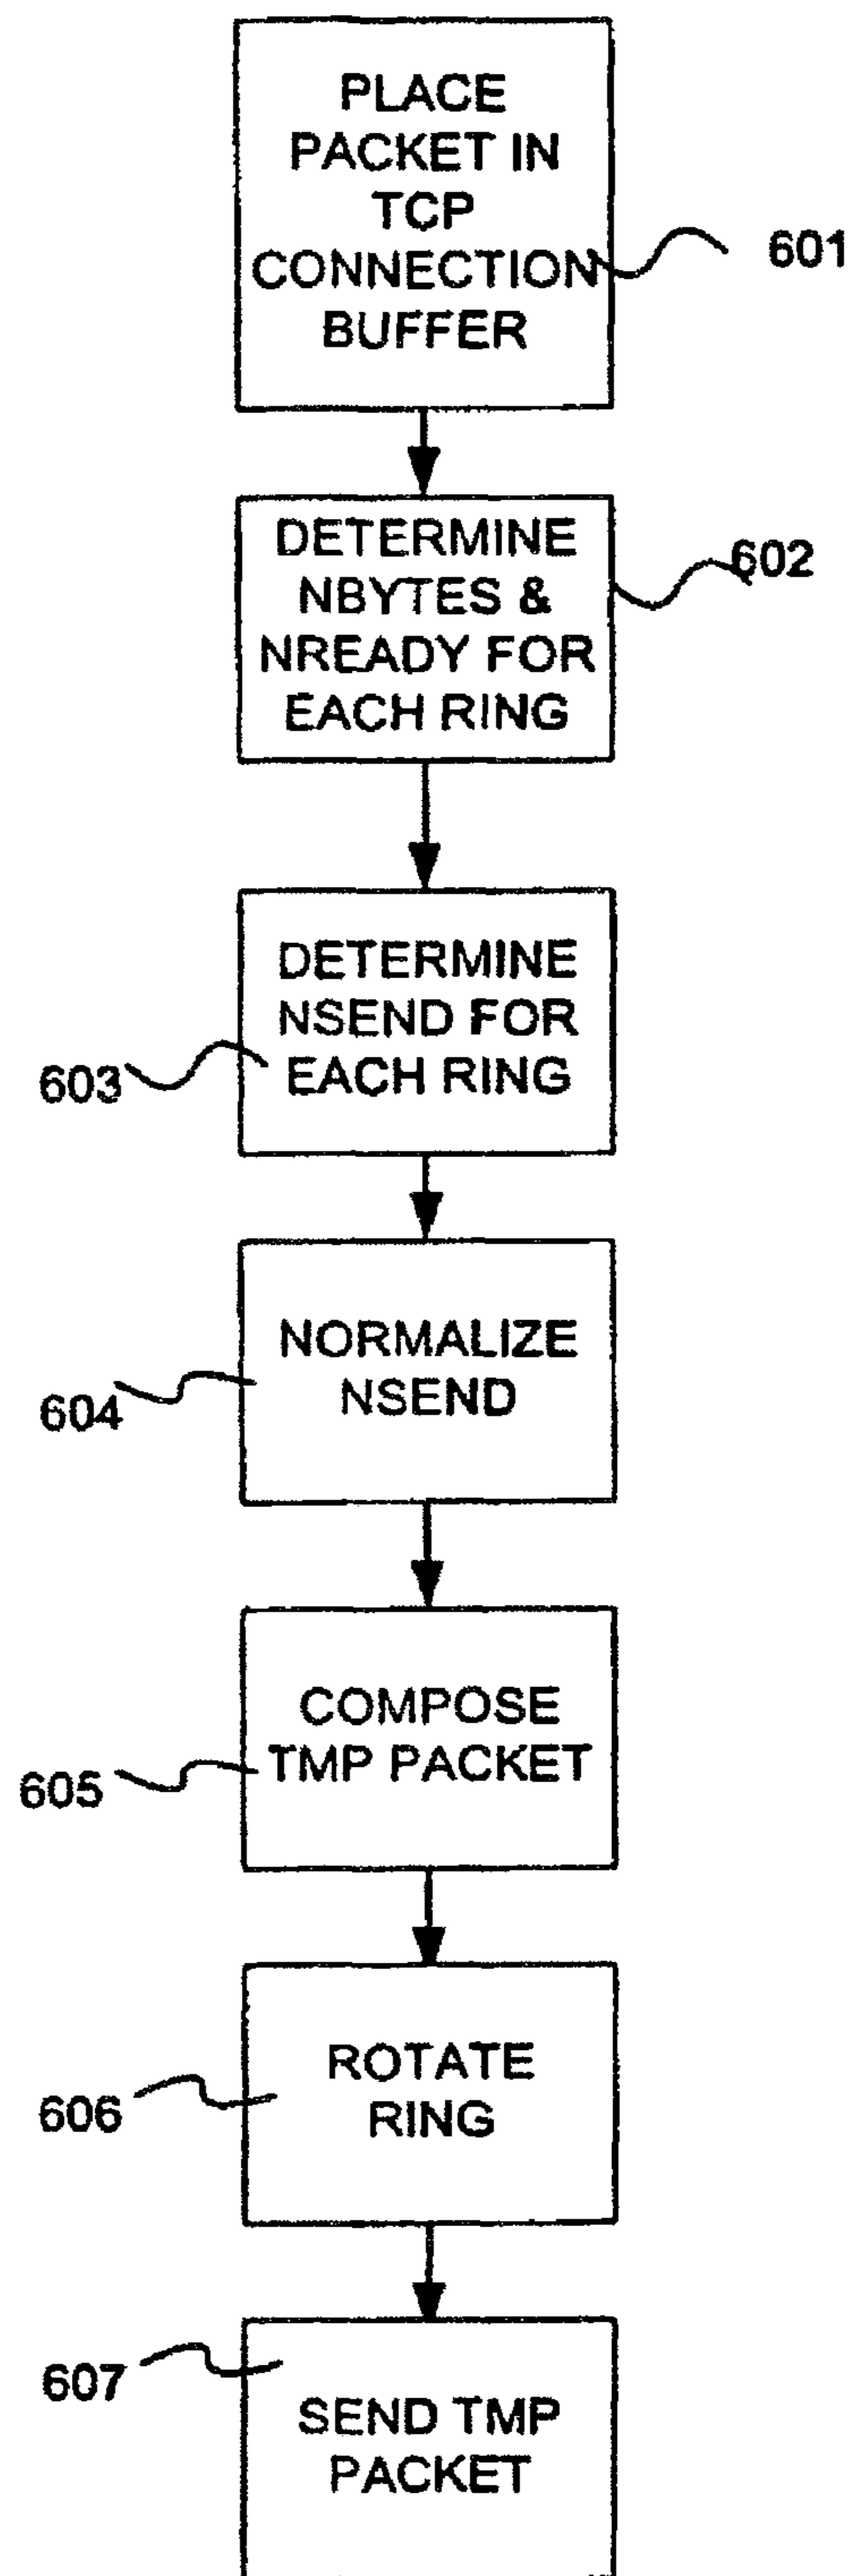 PLACE
PACKET IN
TCP
CONNECTION
BUFFER
601
DETERMINE
NBYTES &
NREADY FOR
EACH RING
602
DETERMINE
NSEND FOR
EACH RING
603
NORMALIZE
NSEND
604
COMPOSE
TMP PACKET
605
ROTATE
RING
606
SEND TMP
PACKET
607